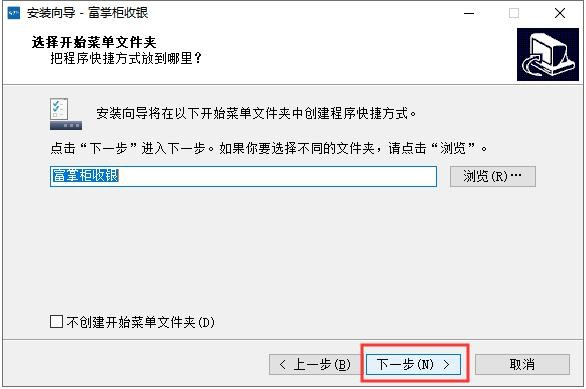 安装向导 - 富掌柜收银
选择开始菜单文件夹
把程序快捷方式放到哪里？
安装向导将在以下开始菜单文件夹中创建程序快捷方式。
点击“下一步”进入下一步。如果你要选择不同的文件夹，请点击“浏览”。
富掌柜收银
浏览(R)…
不创建开始菜单文件夹(D)
< 上一步(B)
下一步(N) >
取消